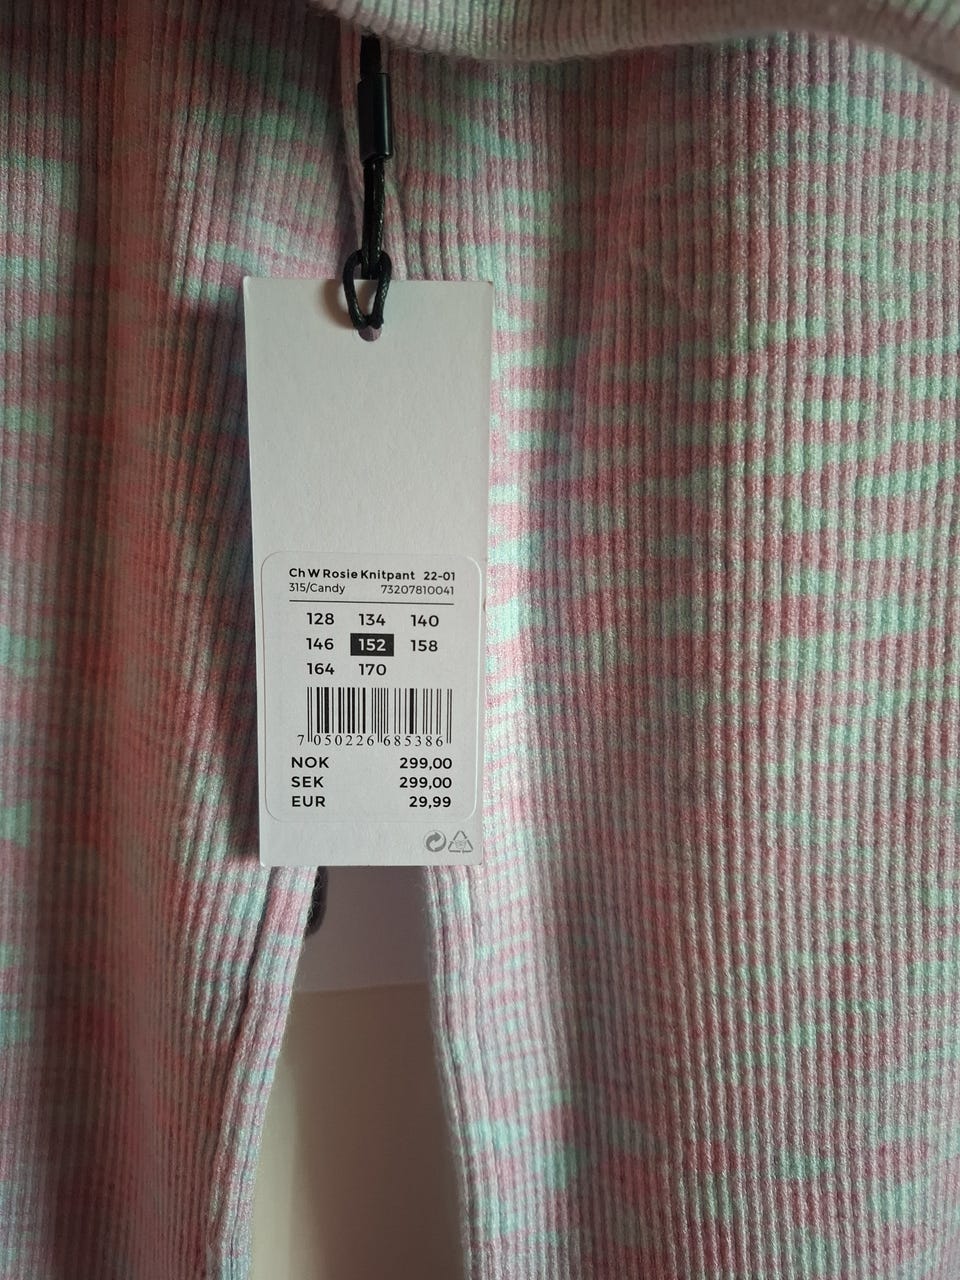 Ch W Rosie Knitpant 22-01
315/Candy 73207810041
128 134 140
146 152 158
164 170
7 050226 685386
NOK 299,00
SEK 299,00
EUR 29,99